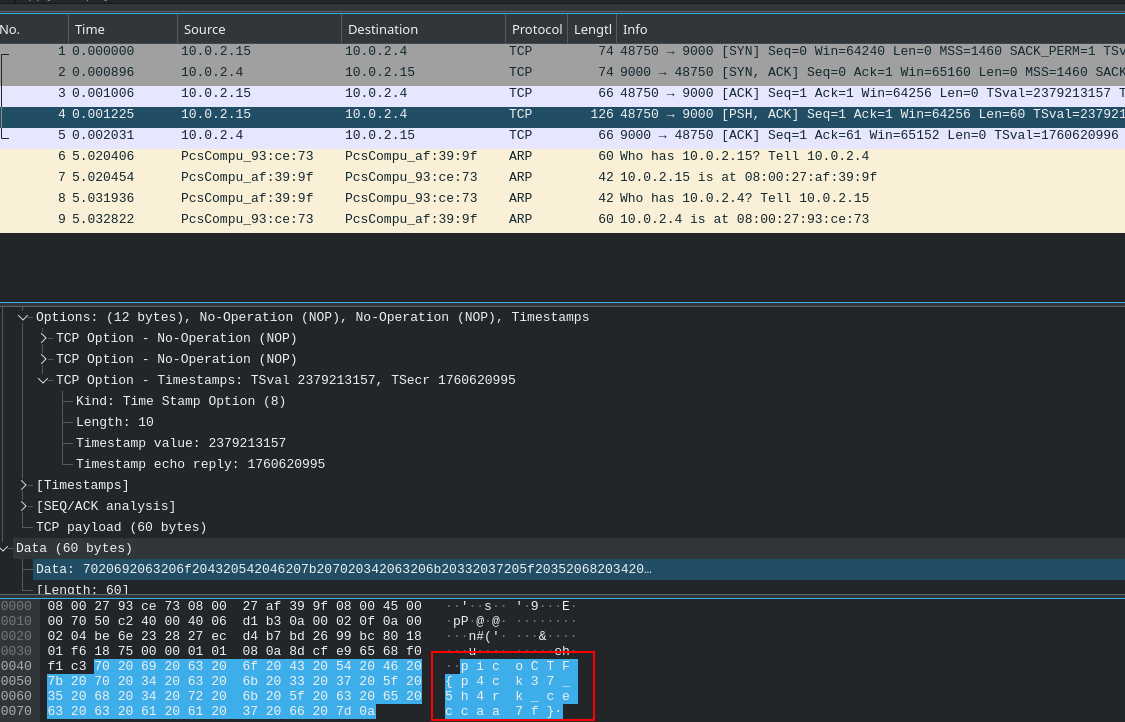 No. Time Source Destination Protocol Lengtl Info
1 0.000000 10.0.2.15 10.0.2.4 TCP 74 48750 → 9000 [SYN] Seq=0 Win=64240 Len=0 MSS=1460 SACK_PERM=1 TSv
2 0.000896 10.0.2.4 10.0.2.15 TCP 74 9000 → 48750 [SYN, ACK] Seq=0 Ack=1 Win=65160 Len=0 MSS=1460 SACK
3 0.001006 10.0.2.15 10.0.2.4 TCP 66 48750 → 9000 [ACK] Seq=1 Ack=1 Win=64256 Len=0 TSval=2379213157 T
4 0.001225 10.0.2.15 10.0.2.4 TCP 126 48750 → 9000 [PSH, ACK] Seq=1 Ack=1 Win=64256 Len=60 TSval=237921
5 0.002031 10.0.2.4 10.0.2.15 TCP 66 9000 → 48750 [ACK] Seq=1 Ack=61 Win=65152 Len=0 TSval=1760620996
6 5.020406 PcsCompu_93:ce:73 PcsCompu_af:39:9f ARP 60 Who has 10.0.2.15? Tell 10.0.2.4
7 5.020454 PcsCompu_af:39:9f PcsCompu_93:ce:73 ARP 42 10.0.2.15 is at 08:00:27:af:39:9f
8 5.031936 PcsCompu_af:39:9f PcsCompu_93:ce:73 ARP 42 Who has 10.0.2.4? Tell 10.0.2.15
9 5.032822 PcsCompu_93:ce:73 PcsCompu_af:39:9f ARP 60 10.0.2.4 is at 08:00:27:93:ce:73
Options: (12 bytes), No-Operation (NOP), No-Operation (NOP), Timestamps
TCP Option - No-Operation (NOP)
TCP Option - No-Operation (NOP)
TCP Option - Timestamps: TSval 2379213157, TSecr 1760620995
Kind: Time Stamp Option (8)
Length: 10
Timestamp value: 2379213157
Timestamp echo reply: 1760620995
[Timestamps]
[SEQ/ACK analysis]
TCP payload (60 bytes)
Data (60 bytes)
Data: 7020692063206f204320542046207b207020342063206b20332037205f20352068203420…
[Length: 60]
0000 08 00 27 93 ce 73 08 00 27 af 39 9f 08 00 45 00 ··'··s·· '·9···E·
0010 00 70 50 c2 40 00 40 06 d1 b3 0a 00 02 0f 0a 00 ·pP·@·@· ········
0020 02 04 be 6e 23 28 27 ec d4 b7 bd 26 99 bc 80 18 ···n#('· ···&····
0030 01 f6 18 75 00 00 01 01 08 0a 8d cf e9 65 68 f0 ···u···· ·····eh·
0040 f1 c3 70 20 69 20 63 20 6f 20 43 20 54 20 46 20 ··p i c o C T F
0050 7b 20 70 20 34 20 63 20 6b 20 33 20 37 20 5f 20 { p 4 c k 3 7 _
0060 35 20 68 20 34 20 72 20 6b 20 5f 20 63 20 65 20 5 h 4 r k _ c e
0070 63 20 63 20 61 20 61 20 37 20 66 20 7d 0a c c a a 7 f }·